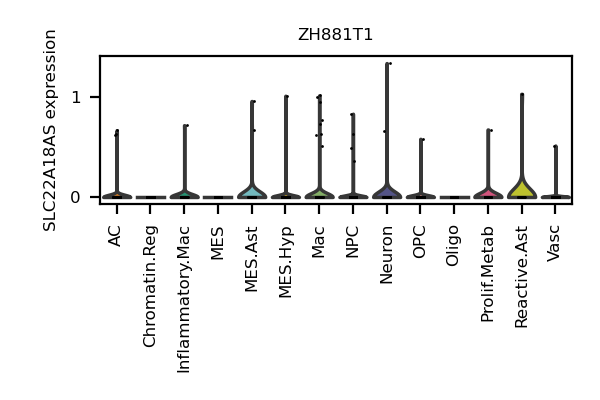 ZH881T1
SLC22A18AS expression
1
0
AC
Chromatin.Reg
Inflammatory.Mac
MES
MES.Ast
MES.Hyp
Mac
NPC
Neuron
OPC
Oligo
Prolif.Metab
Reactive.Ast
Vasc